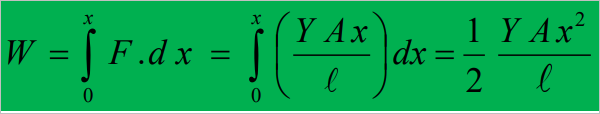 W = ∫₀ˣ F.d x = ∫₀ˣ (Y A x / ℓ) dx = 1/2 Y A x² / ℓ